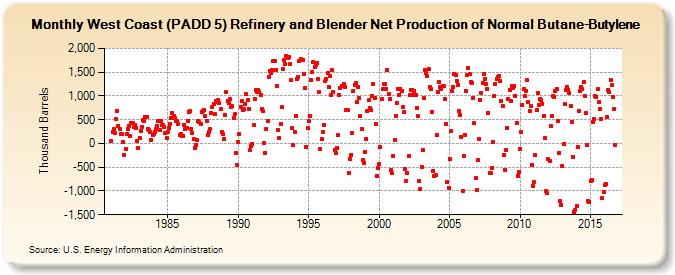 Monthly West Coast (PADD 5) Refinery and Blender Net Production of Normal Butane-Butylene
Thousand Barrels
2,000
1,500
1,000
500
0
-500
-1,000
-1,500
1985 1990 1995 2000 2005 2010 2015
Source: U.S. Energy Information Administration